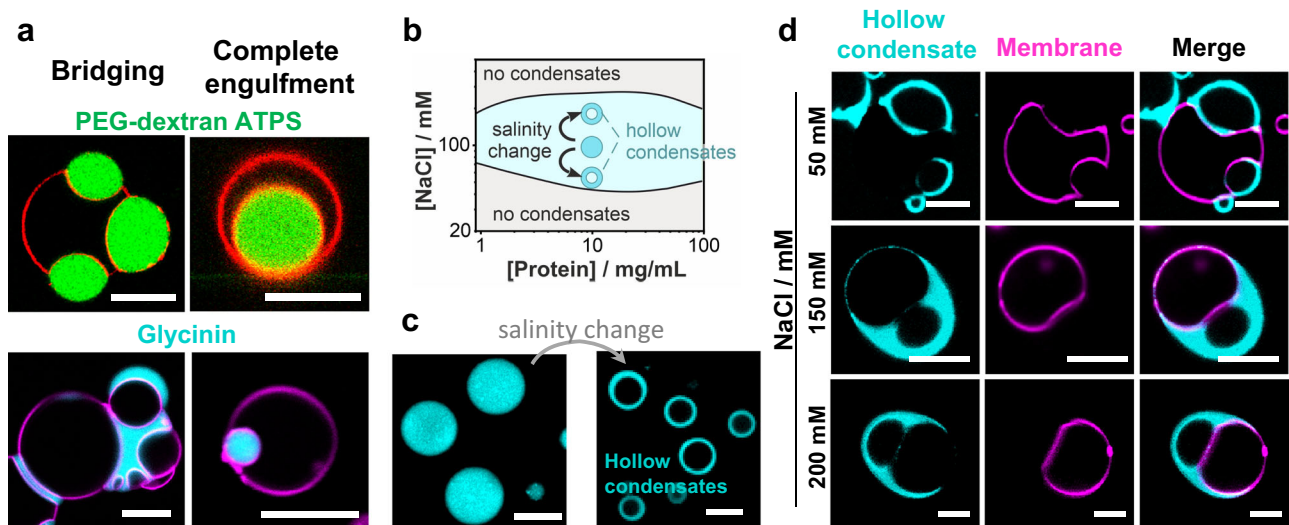 a
Bridging
Complete
engulfment
PEG-dextran ATPS
Glycinin
b
[NaCl] / mM
100
20
no condensates
salinity
change
hollow
condensates
no condensates
1
10
100
[Protein] / mg/mL
c
salinity change
Hollow
condensates
d
Hollow
condensate
Membrane
Merge
NaCl / mM
50 mM
150 mM
200 mM